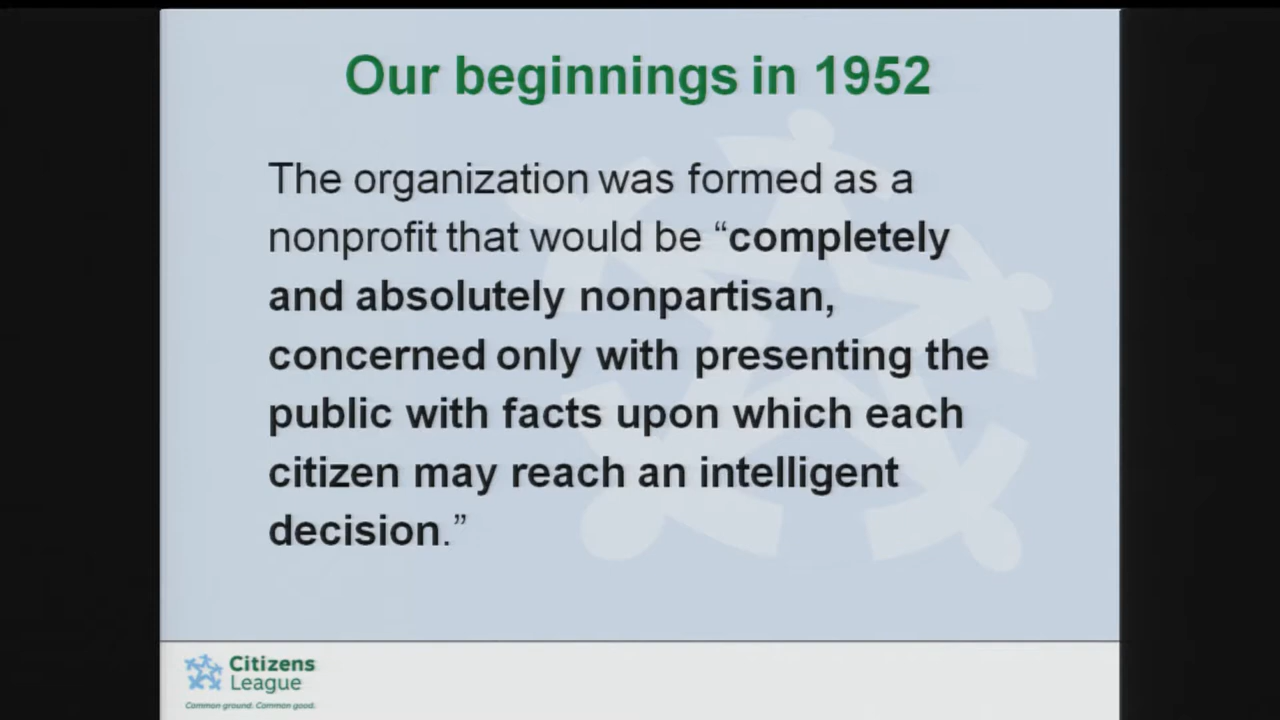 Our beginnings in 1952
The organization was formed as a
nonprofit that would be “completely
and absolutely nonpartisan,
concerned only with presenting the
public with facts upon which each
citizen may reach an intelligent
decision.”
Citizens
League
Common ground. Common good.